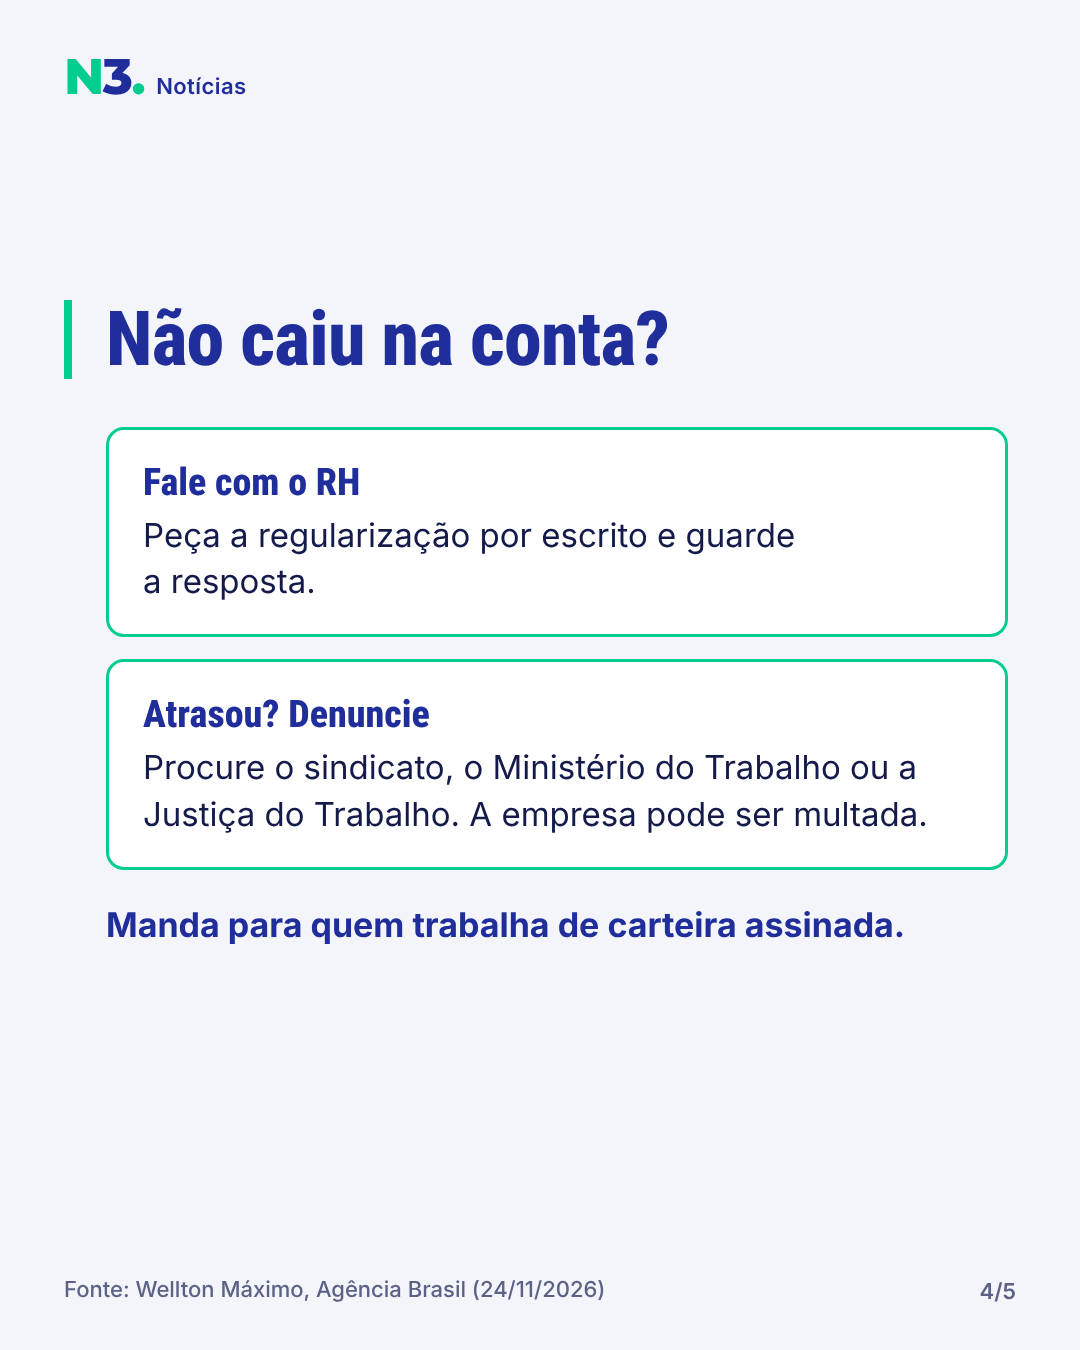 N3. Notícias
Não caiu na conta?
Fale com o RH
Peça a regularização por escrito e guarde
a resposta.
Atrasou? Denuncie
Procure o sindicato, o Ministério do Trabalho ou a
Justiça do Trabalho. A empresa pode ser multada.
Manda para quem trabalha de carteira assinada.
Fonte: Wellton Máximo, Agência Brasil (24/11/2026)
4/5